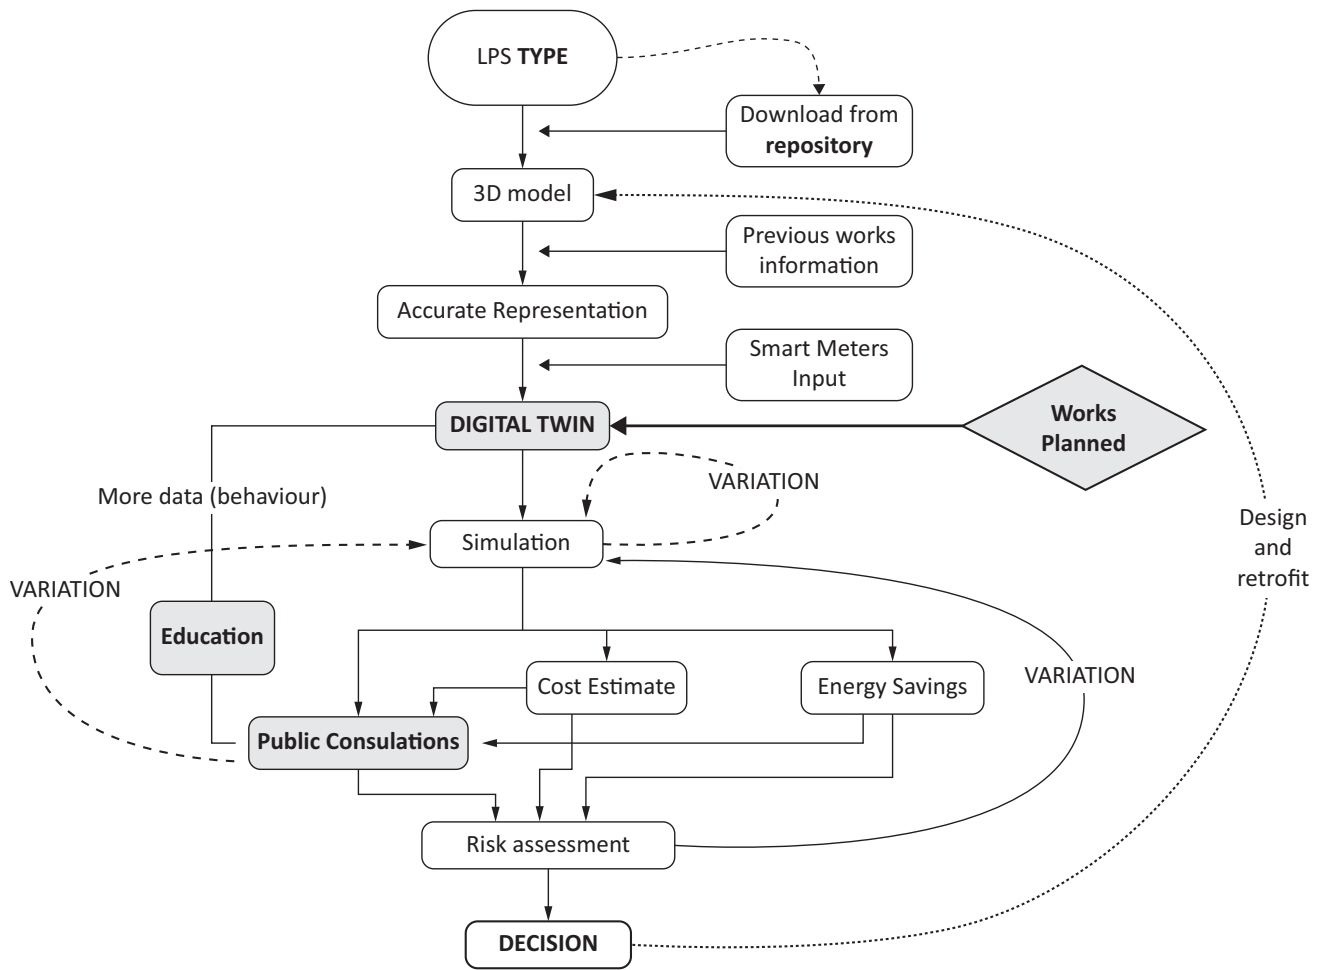 LPS TYPE
Download from
repository
3D model
Previous works
information
Accurate Representation
Smart Meters
Input
DIGITAL TWIN
Works
Planned
VARIATION
More data (behaviour)
Simulation
Design
and
retrofit
VARIATION
Education
Cost Estimate
Energy Savings
VARIATION
Public Consulations
Risk assessment
DECISION